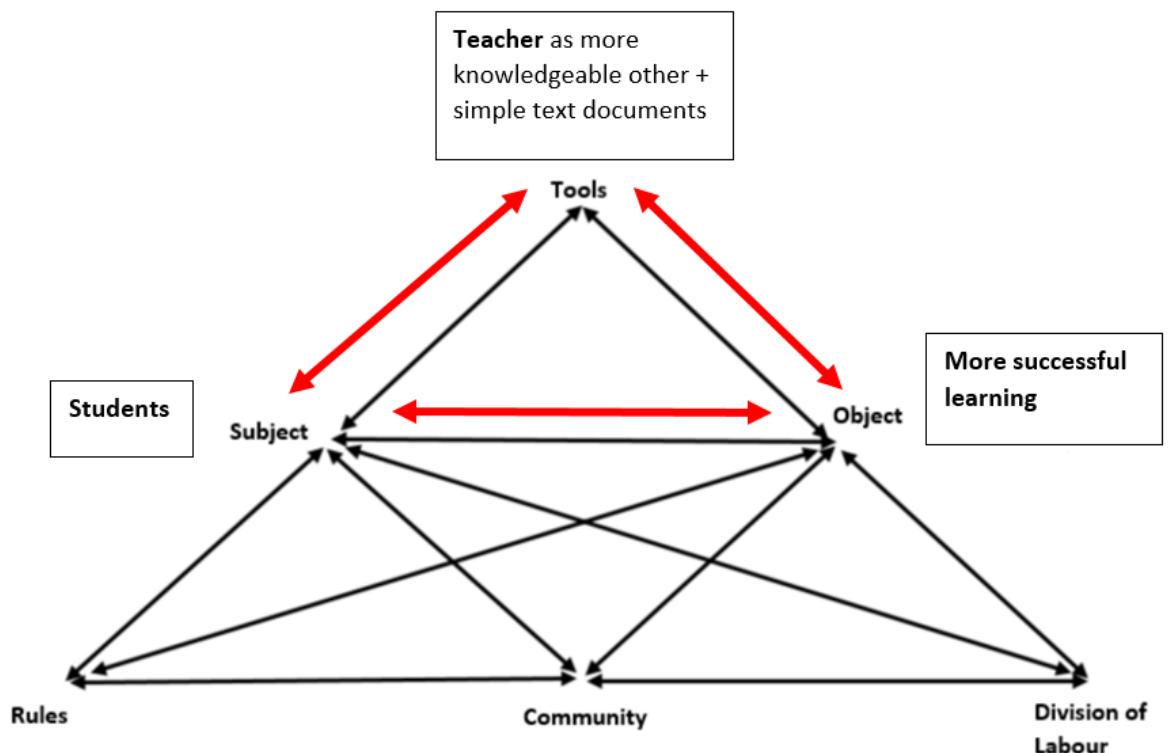 Teacher as more
knowledgeable other +
simple text documents
Tools
Students
Subject
More successful
learning
Object
Rules
Community
Division of
Labour